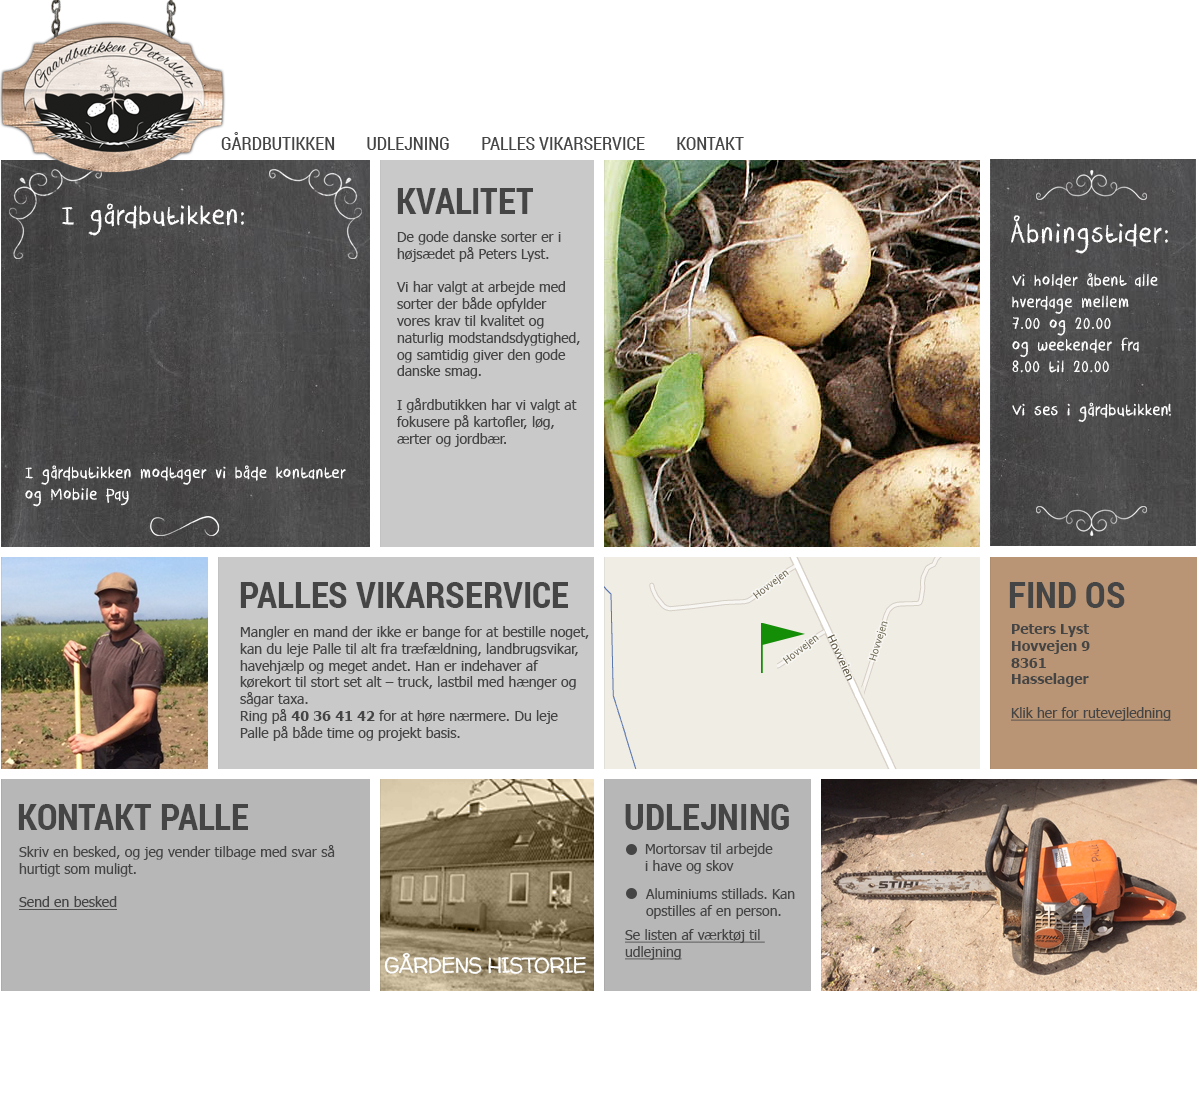 Gaardbutikken Peterslyst
GÅRDBUTIKKEN
UDLEJNING
PALLES VIKARSERVICE
KONTAKT
I gårdbutikken:
I gårdbutikken modtager vi både kontanter
og Mobile Pay
KVALITET
De gode danske sorter er i
højsædet på Peters Lyst.
Vi har valgt at arbejde med
sorter der både opfylder
vores krav til kvalitet og
naturlig modstandsdygtighed,
og samtidig giver den gode
danske smag.
I gårdbutikken har vi valgt at
fokusere på kartofler, løg,
ærter og jordbær.
Åbningstider:
Vi holder åbent alle
hverdage mellem
7.00 og 20.00
og weekender fra
8.00 til 20.00
Vi ses i gårdbutikken!
PALLES VIKARSERVICE
Mangler en mand der ikke er bange for at bestille noget,
kan du leje Palle til alt fra træfældning, landbrugsvikar,
havehjælp og meget andet. Han er indehaver af
kørekort til stort set alt – truck, lastbil med hænger og
sågar taxa.
Ring på 40 36 41 42 for at høre nærmere. Du leje
Palle på både time og projekt basis.
Hovvejen
Hovvejen
Hovvejen
Hovvejen
FIND OS
Peters Lyst
Hovvejen 9
8361
Hasselager
Klik her for rutevejledning
KONTAKT PALLE
Skriv en besked, og jeg vender tilbage med svar så
hurtigt som muligt.
Send en besked
GÅRDENS HISTORIE
UDLEJNING
Mortorsav til arbejde
i have og skov
Aluminiums stillads. Kan
opstilles af en person.
Se listen af værktøj til
udlejning
STIHL
STIHL